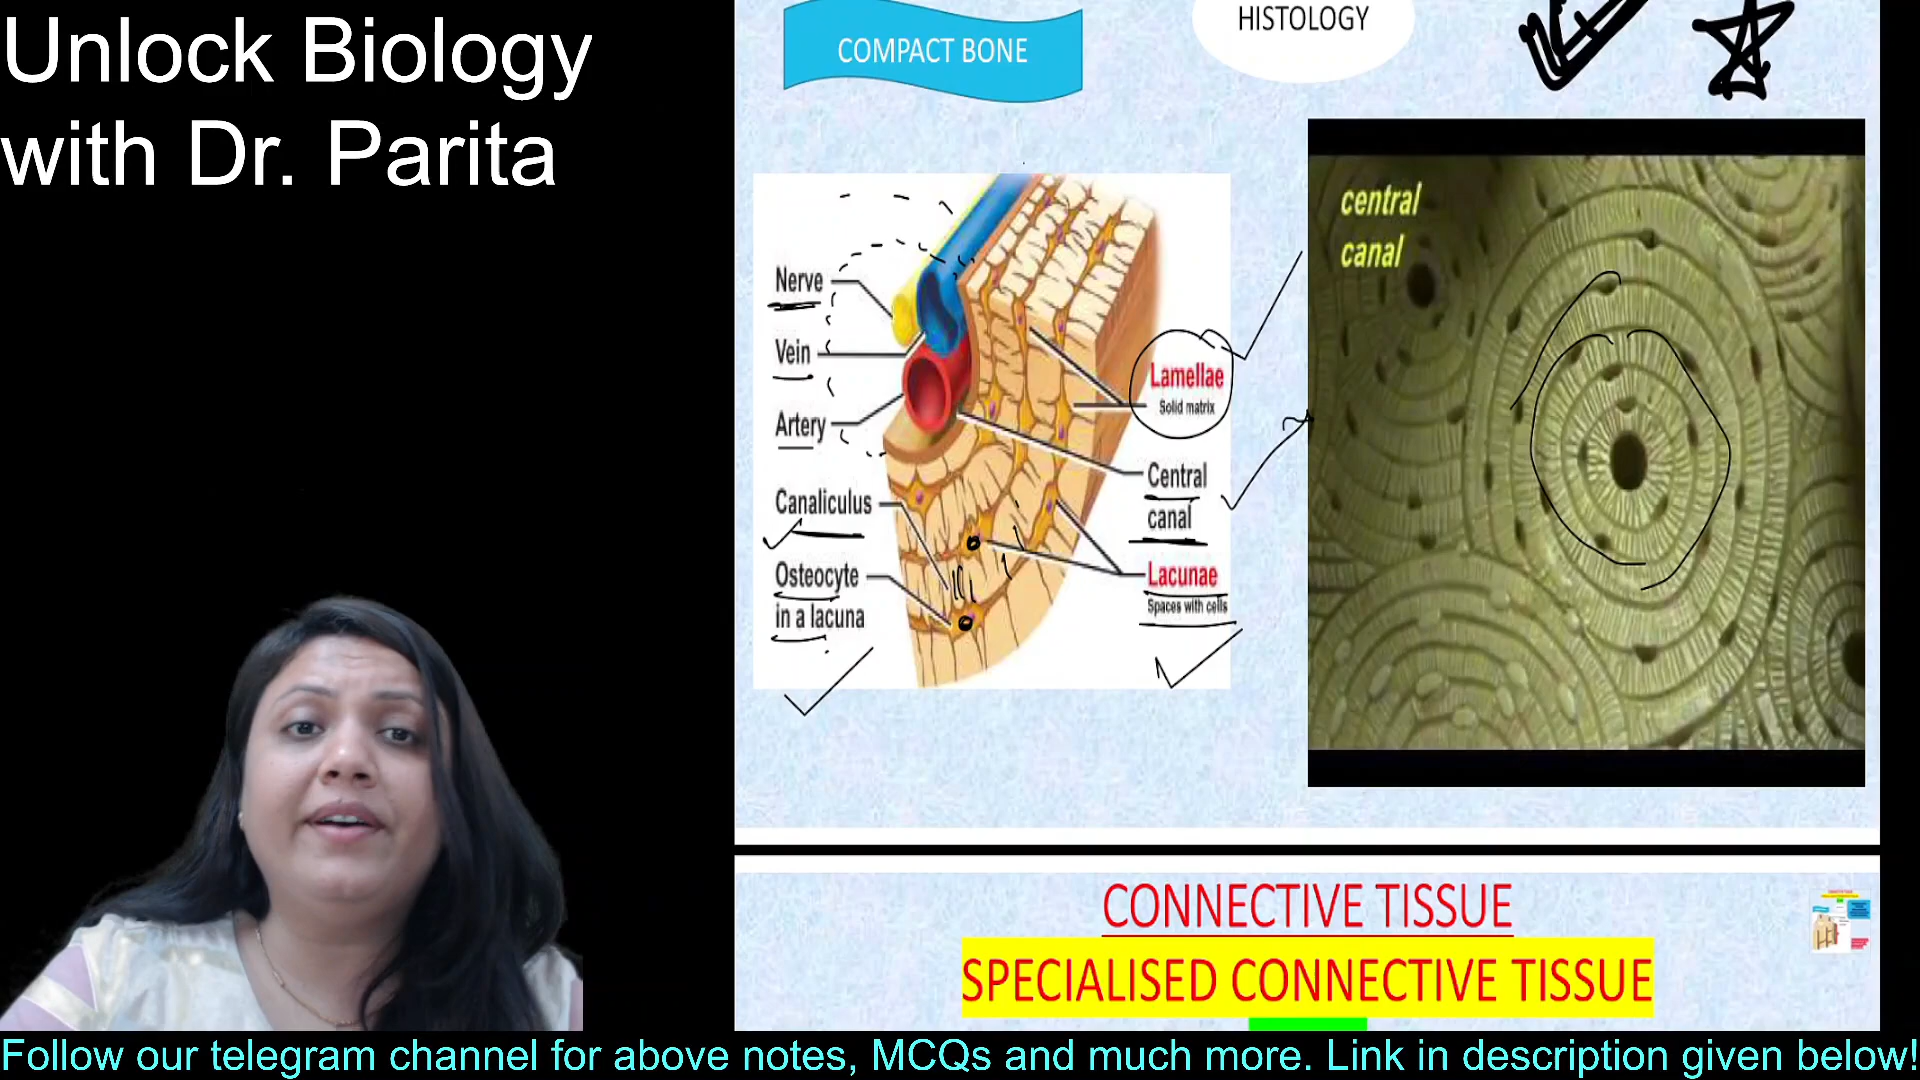 Unlock Biology
with Dr. Parita
COMPACT BONE
HISTOLOGY
Nerve
Vein
Artery
Canaliculus
Osteocyte
in a lacuna
Lamellae
Solid matrix
Central
canal
Lacunae
Spaces with cells
central
canal
CONNECTIVE TISSUE
SPECIALISED CONNECTIVE TISSUE
Follow our telegram channel for above notes, MCQs and much more. Link in description given below!